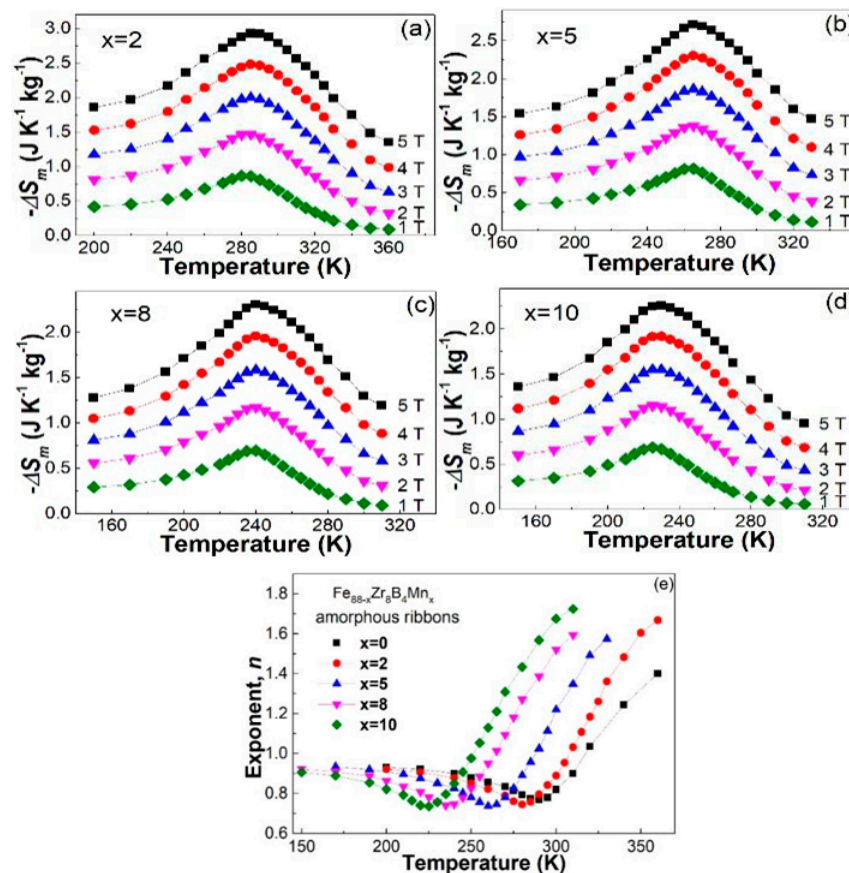 (a)
x=2
3.0
2.5
2.0
1.5
1.0
0.5
0.0
5 T
4 T
3 T
2 T
1 T
200 240 280 320 360
Temperature (K)
-ΔSₘ (J K⁻¹ kg⁻¹)
(b)
x=5
2.5
2.0
1.5
1.0
0.5
0.0
5 T
4 T
3 T
2 T
1 T
160 200 240 280 320
Temperature (K)
-ΔSₘ (J K⁻¹ kg⁻¹)
(c)
x=8
2.0
1.5
1.0
0.5
0.0
5 T
4 T
3 T
2 T
1 T
160 200 240 280 320
Temperature (K)
-ΔSₘ (J K⁻¹ kg⁻¹)
(d)
x=10
2.0
1.5
1.0
0.5
0.0
5 T
4 T
3 T
2 T
1 T
160 200 240 280 320
Temperature (K)
-ΔSₘ (J K⁻¹ kg⁻¹)
(e)
Fe₈₈₋ₓZr₈B₄Mnₓ
amorphous ribbons
x=0
x=2
x=5
x=8
x=10
1.8
1.6
1.4
1.2
1.0
0.8
0.6
150 200 250 300 350
Temperature (K)
Exponent, n